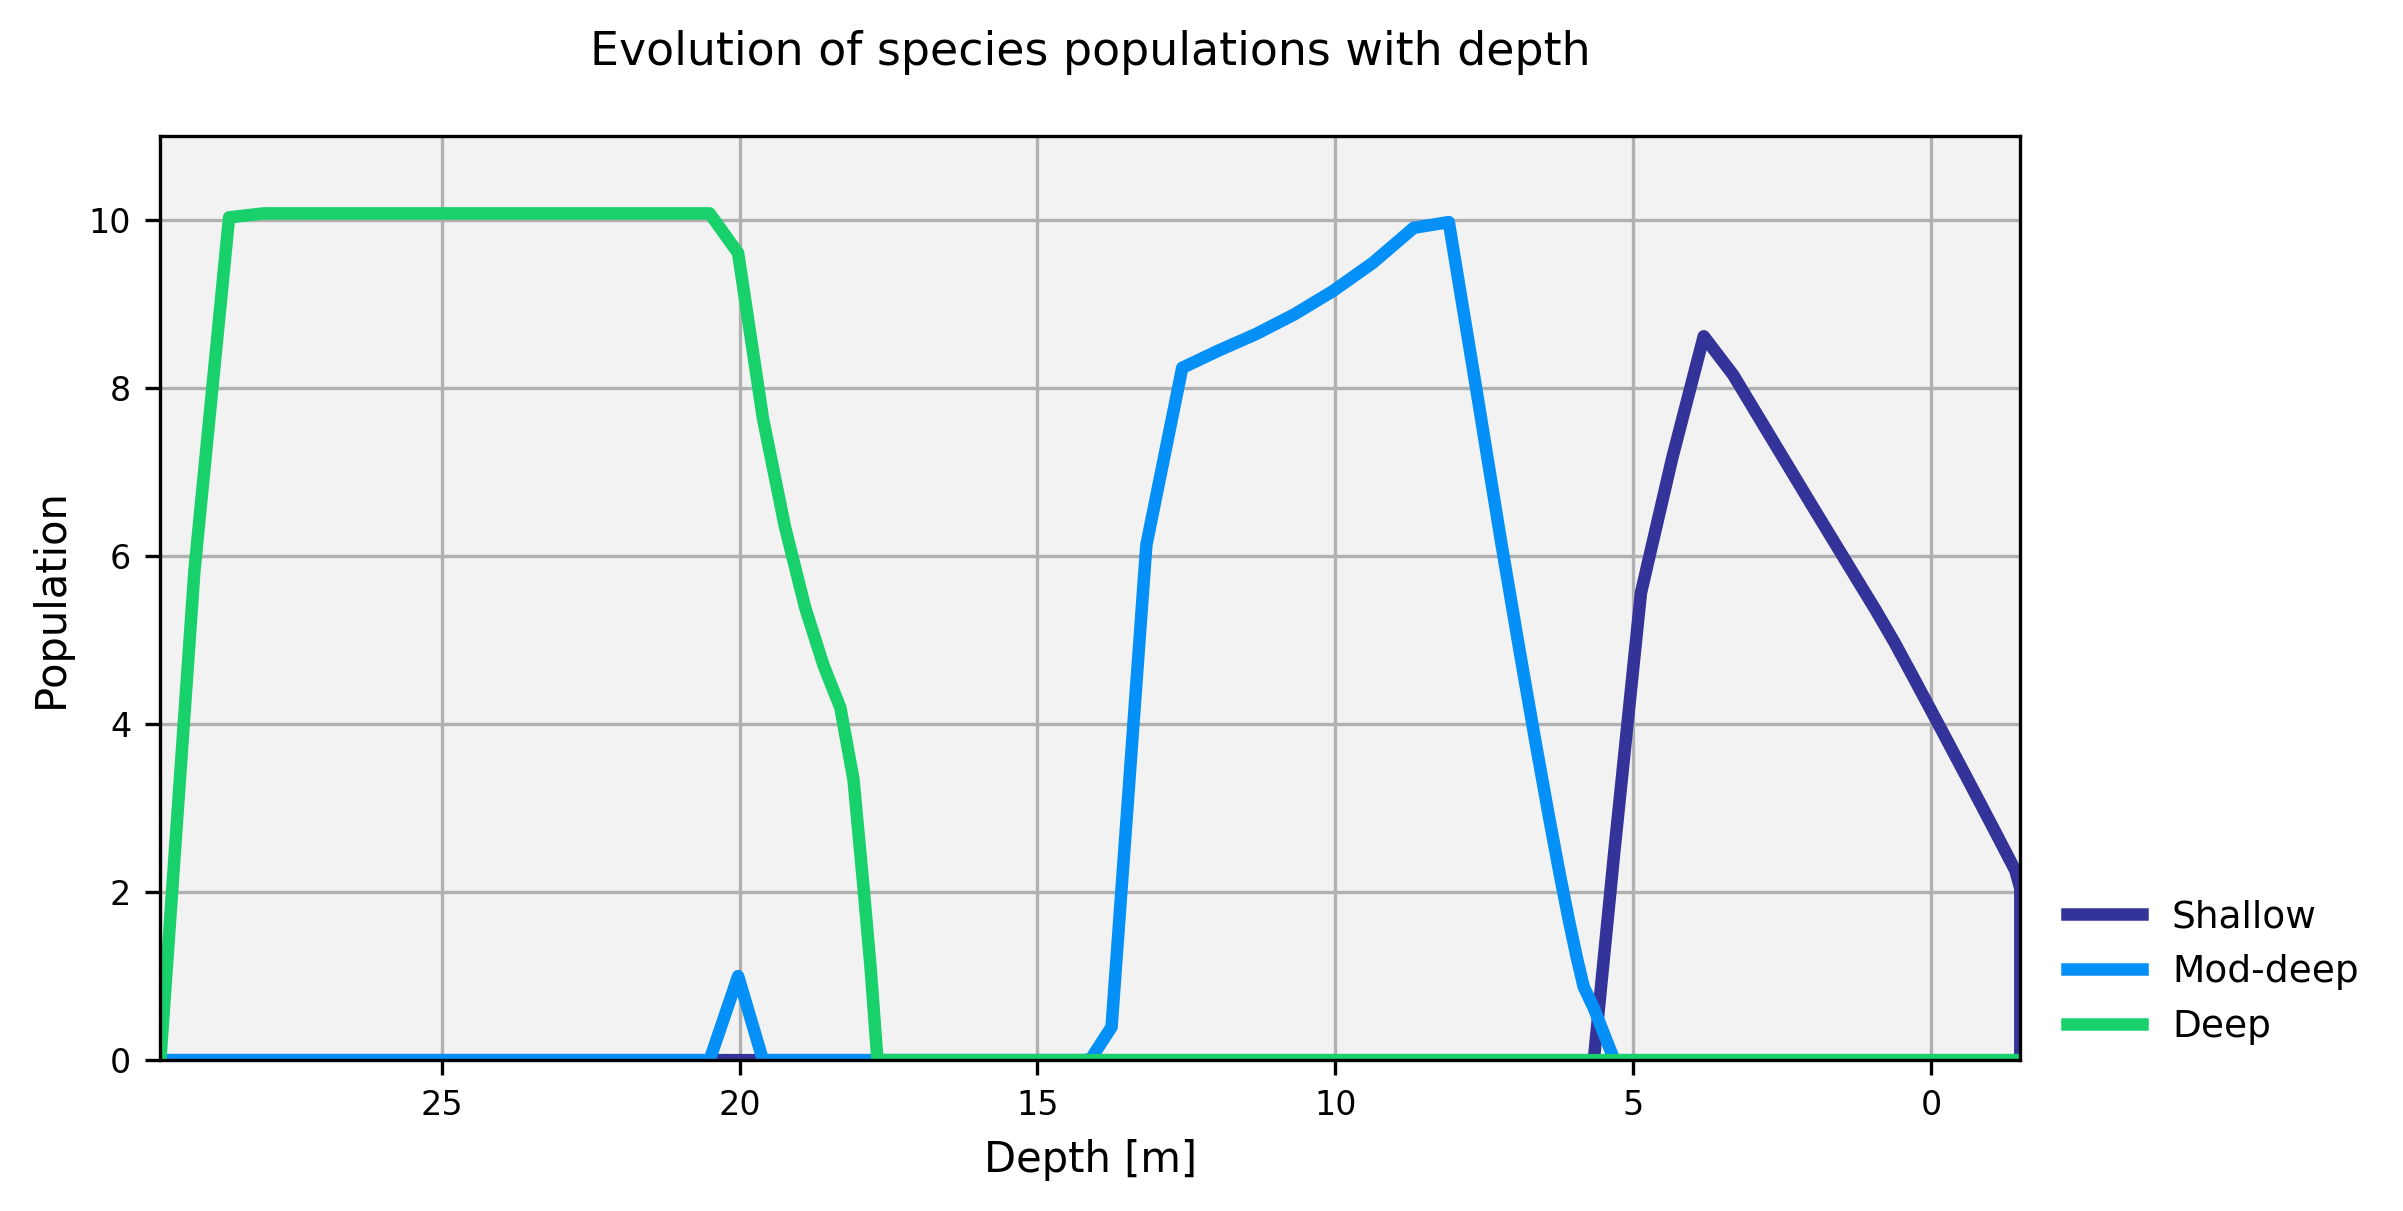 Evolution of species populations with depth
Population
10
8
6
4
2
0
25 20 15 10 5 0
Depth [m]
Shallow
Mod-deep
Deep